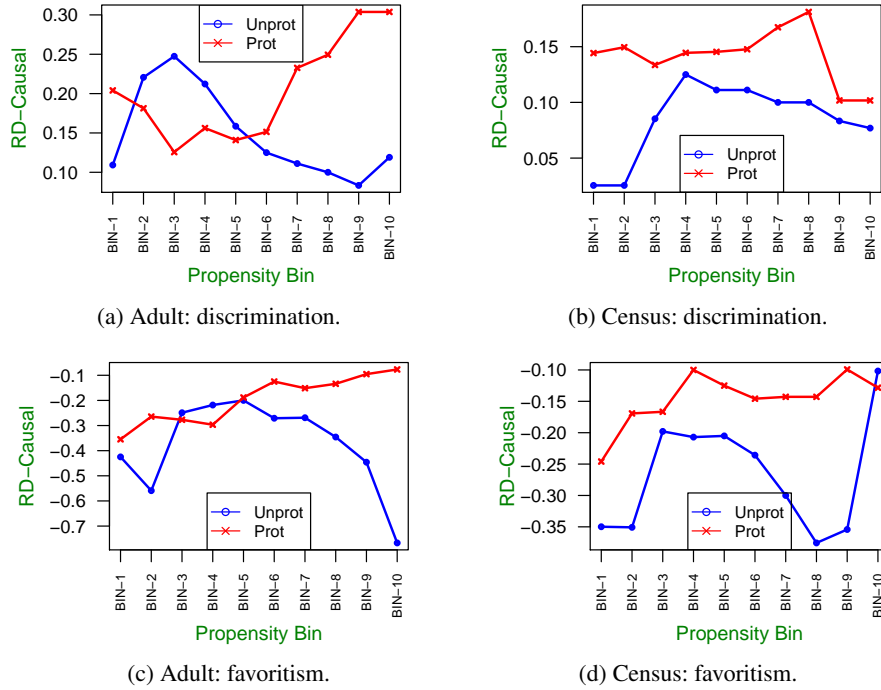 0.30
0.25
0.20
0.15
0.10
RD−Causal
Unprot
Prot
BIN−1
BIN−2
BIN−3
BIN−4
BIN−5
BIN−6
BIN−7
BIN−8
BIN−9
BIN−10
Propensity Bin
(a) Adult: discrimination.
0.15
0.10
0.05
RD−Causal
Unprot
Prot
BIN−1
BIN−2
BIN−3
BIN−4
BIN−5
BIN−6
BIN−7
BIN−8
BIN−9
BIN−10
Propensity Bin
(b) Census: discrimination.
−0.1
−0.2
−0.3
−0.4
−0.5
−0.6
−0.7
RD−Causal
Unprot
Prot
BIN−1
BIN−2
BIN−3
BIN−4
BIN−5
BIN−6
BIN−7
BIN−8
BIN−9
BIN−10
Propensity Bin
(c) Adult: favoritism.
−0.10
−0.15
−0.20
−0.25
−0.30
−0.35
RD−Causal
Unprot
Prot
BIN−1
BIN−2
BIN−3
BIN−4
BIN−5
BIN−6
BIN−7
BIN−8
BIN−9
BIN−10
Propensity Bin
(d) Census: favoritism.